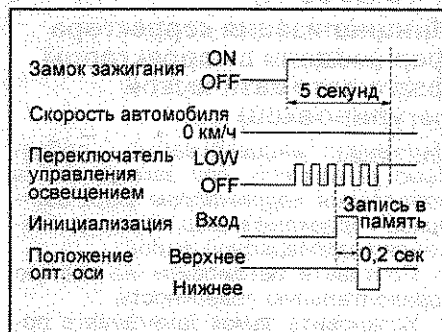 Замок зажигания ON
OFF
5 секунд
Скорость автомобиля
0 км/ч
Переключатель LOW
управления
освещением OFF
Запись в
Инициализация Вход память
Положение Верхнее 0,2 сек
опт. оси
Нижнее